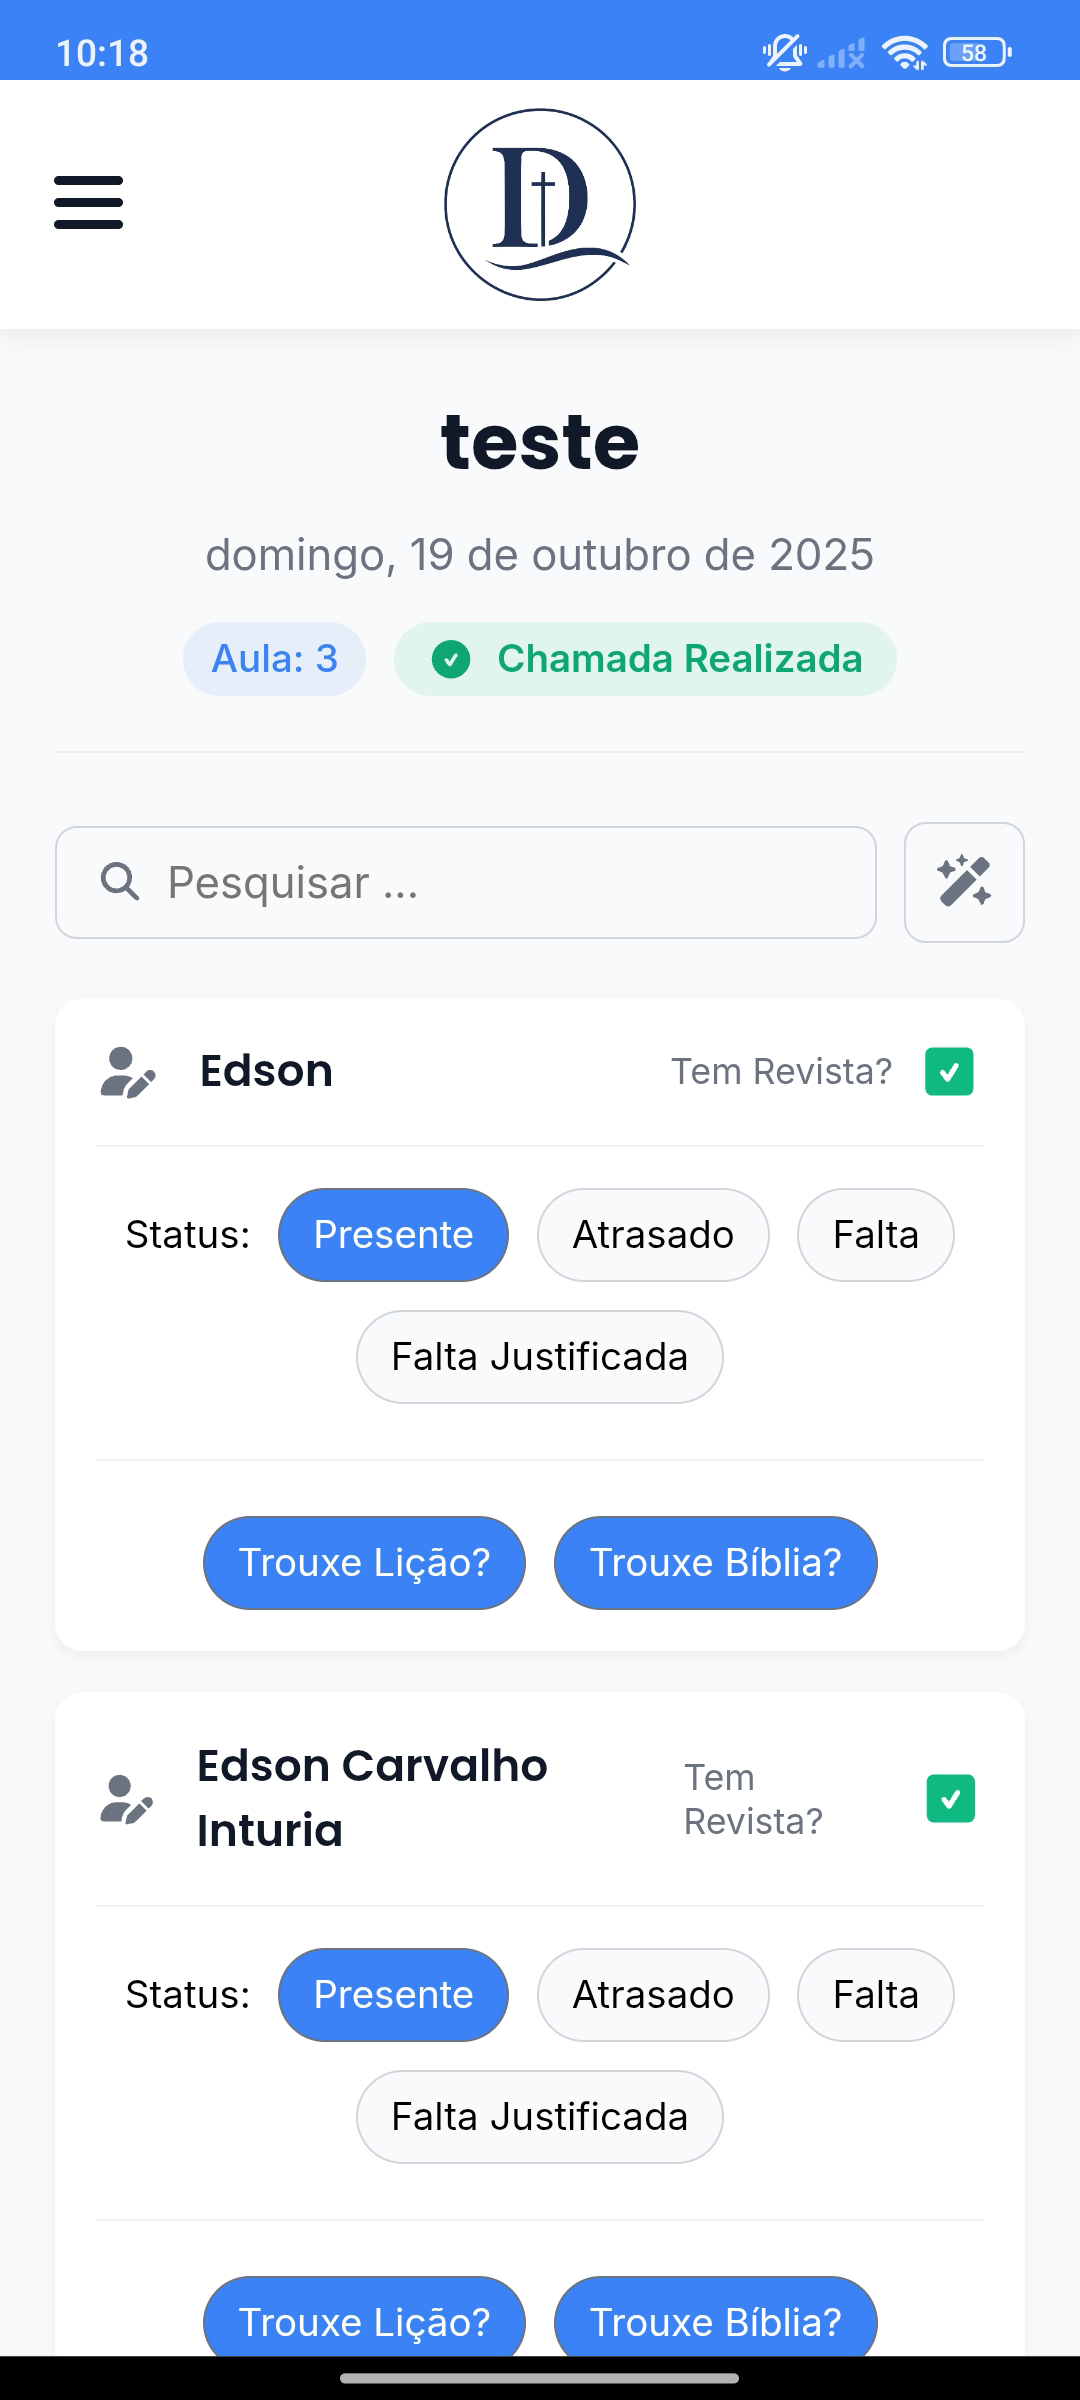 10:18
58
D
teste
domingo, 19 de outubro de 2025
Aula: 3
Chamada Realizada
Pesquisar ...
Edson
Tem Revista?
Status:
Presente
Atrasado
Falta
Falta Justificada
Trouxe Lição?
Trouxe Bíblia?
Edson Carvalho
Inturia
Tem
Revista?
Status:
Presente
Atrasado
Falta
Falta Justificada
Trouxe Lição?
Trouxe Bíblia?